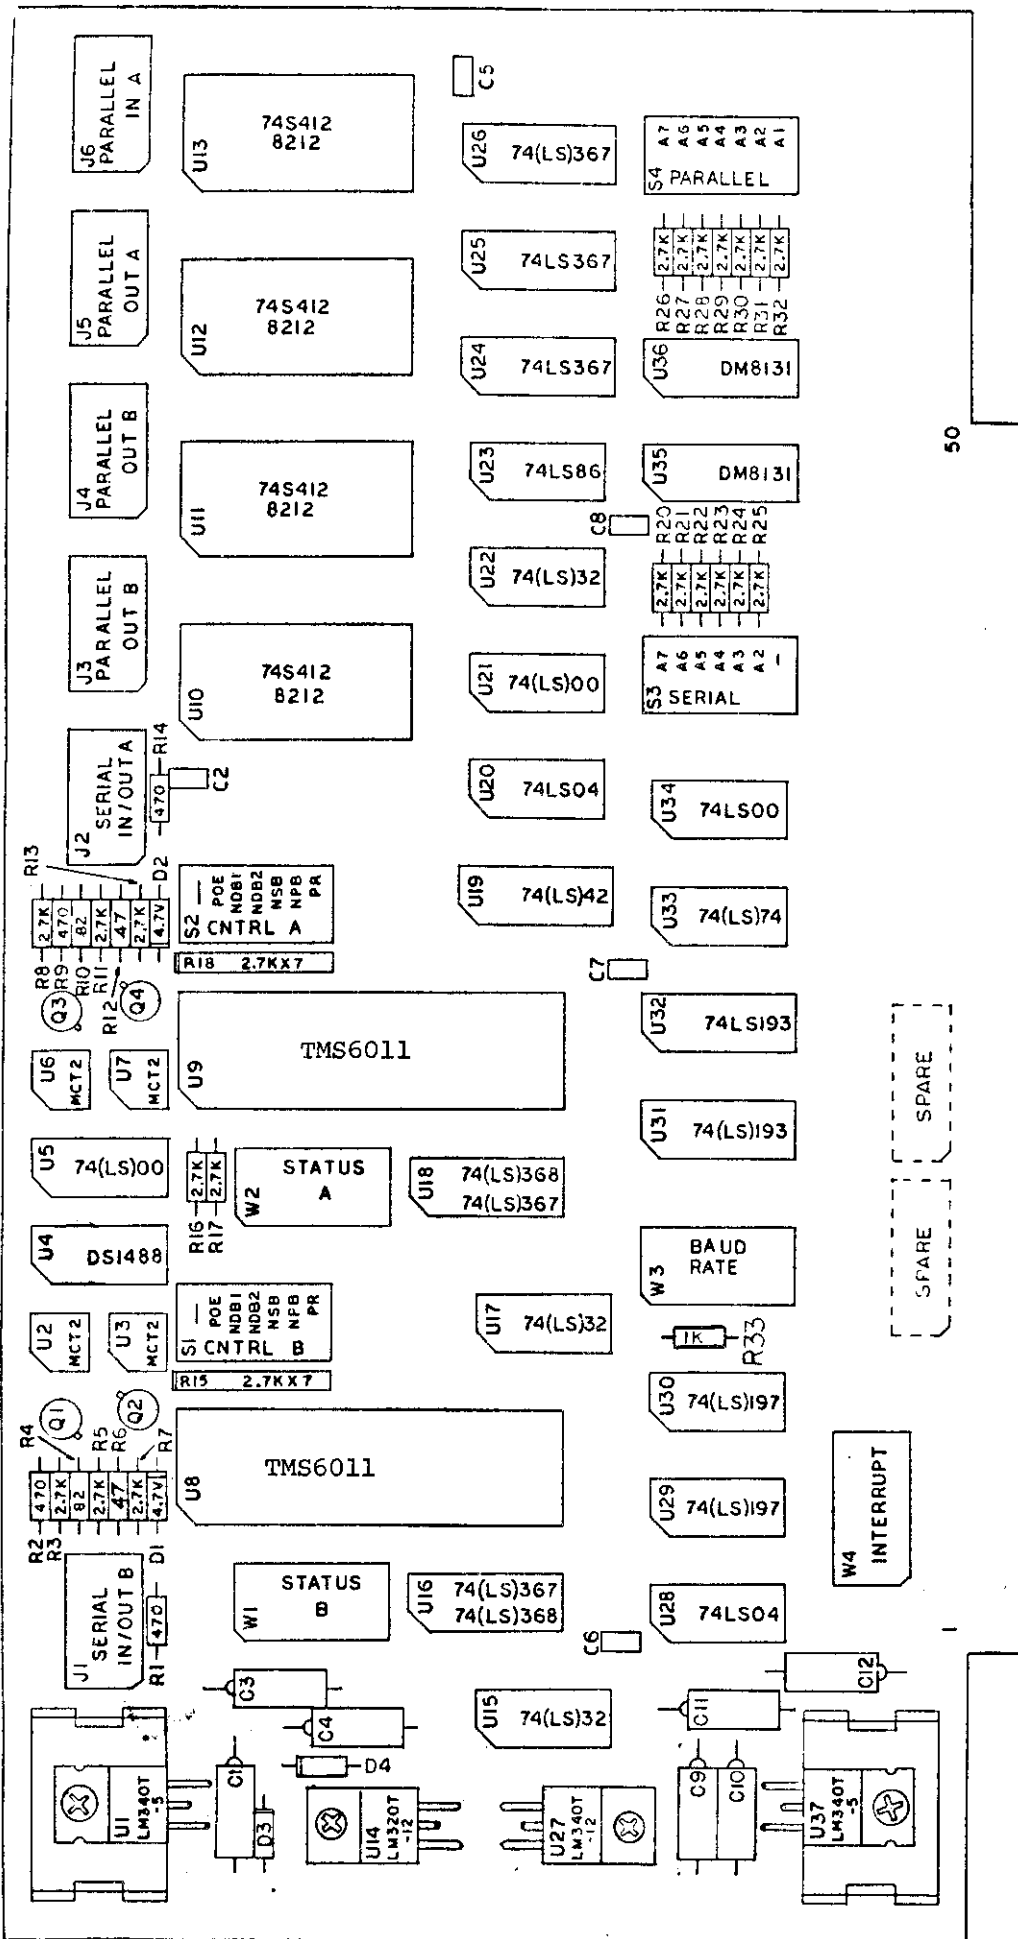 J6
PARALLEL
IN A
J5
PARALLEL
OUT A
J4
PARALLEL
OUT B
J3
PARALLEL
OUT B
J2
SERIAL
IN/OUT A
J1
SERIAL
IN/OUT B
U13
74S412
8212
U12
74S412
8212
U11
74S412
8212
U10
74S412
8212
C5
U26
74(LS)367
U25
74LS367
U24
74LS367
U23
74LS86
U22
74(LS)32
U21
74(LS)00
U20
74LS04
U19
74(LS)42
S4 PARALLEL
A7
A6
A5
A4
A3
A2
A1
R26 2.7K
R27 2.7K
R28 2.7K
R29 2.7K
R30 2.7K
R31 2.7K
R32 2.7K
U36
DM8131
U35
DM8131
C8
2.7K R20
2.7K R21
2.7K R22
2.7K R23
2.7K R24
2.7K R25
S3 SERIAL
A7
A6
A5
A4
A3
A2
—
50
U34
74LS00
U33
74(LS)74
C7
470 R14
C2
R13
R8 2.7K
R9 470
R10 82
R11 2.7K
R12 47
2.7K
4.7V D2
S2 CNTRL A
—
POE
NDB1
NDB2
NSB
NPB
PR
R18 2.7KX7
Q3
Q4
U6
MCT2
U7
MCT2
U9
TMS6011
U32
74LS193
U31
74(LS)193
SPARE
SPARE
U5
74(LS)00
U4
DS1488
R16 2.7K
R17 2.7K
W2
STATUS
A
U18
74(LS)368
74(LS)367
W3
BAUD
RATE
U2
MCT2
U3
MCT2
S1 CNTRL B
—
POE
NDB1
NDB2
NSB
NPB
PR
R15 2.7KX7
U17
74(LS)32
1K
R33
Q1
Q2
R4
R5
R6
R7
R2 470
R3 2.7K
82
2.7K
47
2.7K
D1 4.7V
R1 470
U8
TMS6011
U30
74(LS)197
U29
74(LS)197
W4
INTERRUPT
W1
STATUS
B
U16
74(LS)367
74(LS)368
U28
74LS04
C6
1
C3
C4
U15
74(LS)32
C11
C12
U1
LM340T
-5
C1
D3
D4
U14
LM320T
-12
U27
LM340T
-12
C9
C10
U37
LM340T
-5